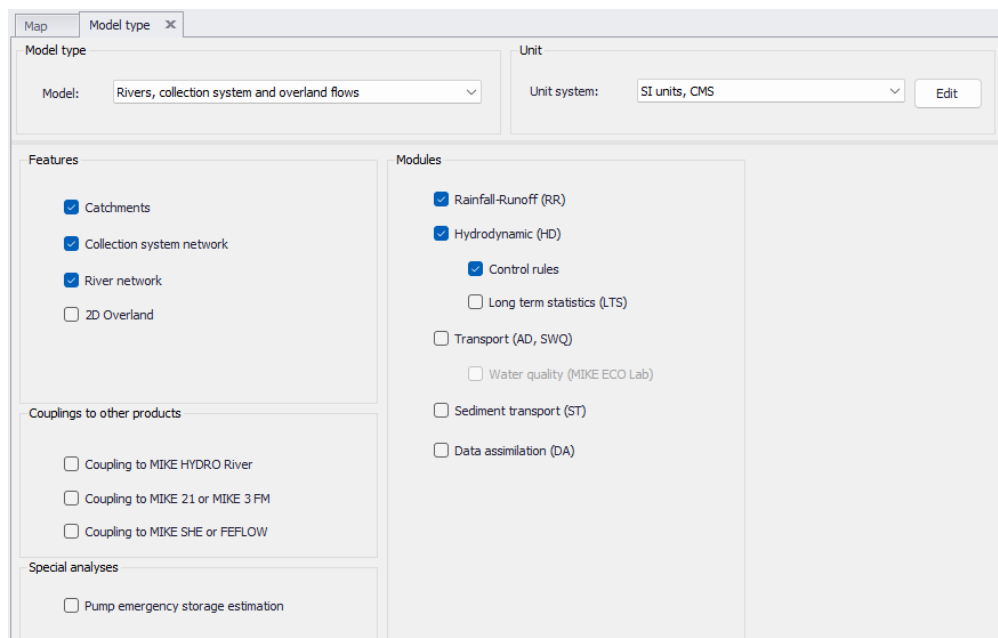 Map
Model type
Model type
Model:
Rivers, collection system and overland flows
Unit
Unit system:
SI units, CMS
Edit
Features
Catchments
Collection system network
River network
2D Overland
Couplings to other products
Coupling to MIKE HYDRO River
Coupling to MIKE 21 or MIKE 3 FM
Coupling to MIKE SHE or FEFLOW
Special analyses
Pump emergency storage estimation
Modules
Rainfall-Runoff (RR)
Hydrodynamic (HD)
Control rules
Long term statistics (LTS)
Transport (AD, SWQ)
Water quality (MIKE ECO Lab)
Sediment transport (ST)
Data assimilation (DA)